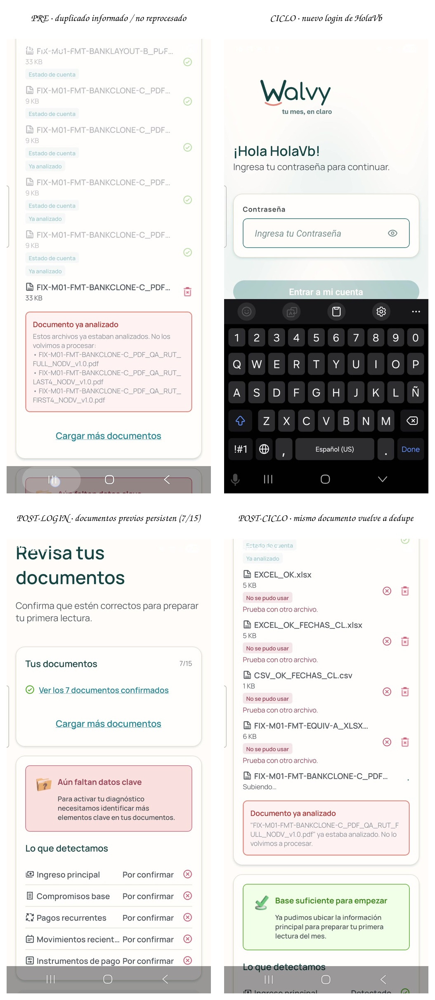 PRE · duplicado informado / no reprocesado
FIX-M01-FMT-BANKLAYOUT-B_PDF...
33 KB
Estado de cuenta
FIX-M01-FMT-BANKCLONE-C_PDF...
9 KB
Estado de cuenta
FIX-M01-FMT-BANKCLONE-C_PDF...
9 KB
Estado de cuenta
Ya analizado
FIX-M01-FMT-BANKCLONE-C_PDF...
9 KB
Estado de cuenta
Ya analizado
FIX-M01-FMT-BANKCLONE-C_PDF...
9 KB
Estado de cuenta
Ya analizado
FIX-M01-FMT-BANKCLONE-C_PDF...
33 KB
Documento ya analizado
Estos archivos ya estaban analizados. No los
volvimos a procesar:
• FIX-M01-FMT-BANKCLONE-C_PDF_QA_RUT_
FULL_NODV_v1.0.pdf
• FIX-M01-FMT-BANKCLONE-C_PDF_QA_RUT_
LAST4_NODV_v1.0.pdf
• FIX-M01-FMT-BANKCLONE-C_PDF_QA_RUT_
FIRST4_NODV_v1.0.pdf
Cargar más documentos
Aún faltan datos clave
CICLO · nuevo login de HolaVb
Walvy
tu mes, en claro
¡Hola HolaVb!
Ingresa tu contraseña para continuar.
Contraseña
Ingresa tu Contraseña
Entrar a mi cuenta
1 2 3 4 5 6 7 8 9 0
Q W E R T Y U I O P
A S D F G H J K L Ñ
Z X C V B N M
!#1 , Español (US) . Done
POST-LOGIN · documentos previos persisten (7/15)
Revisa tus
documentos
Confirma que estén correctos para preparar
tu primera lectura.
Tus documentos 7/15
Ver los 7 documentos confirmados
Cargar más documentos
Aún faltan datos clave
Para activar tu diagnóstico
necesitamos identificar más
elementos clave en tus documentos.
Lo que detectamos
Ingreso principal Por confirmar
Compromisos base Por confirmar
Pagos recurrentes Por confirmar
Movimientos recient... Por confirmar
Instrumentos de pago Por confirmar
POST-CICLO · mismo documento vuelve a dedupe
Estado de cuenta
Ya analizado
EXCEL_OK.xlsx
5 KB
No se pudo usar
Prueba con otro archivo.
EXCEL_OK_FECHAS_CL.xlsx
5 KB
No se pudo usar
Prueba con otro archivo.
CSV_OK_FECHAS_CL.csv
1 KB
No se pudo usar
Prueba con otro archivo.
FIX-M01-FMT-EQUIV-A_XLSX...
6 KB
No se pudo usar
Prueba con otro archivo.
FIX-M01-FMT-BANKCLONE-C_PDF...
Subiendo...
Documento ya analizado
"FIX-M01-FMT-BANKCLONE-C_PDF_QA_RUT_F
ULL_NODV_v1.0.pdf" ya estaba analizado. No lo
volvimos a procesar.
Base suficiente para empezar
Ya pudimos ubicar la información
principal para preparar tu primera
lectura del mes.
Lo que detectamos
Ingreso principal Detectado